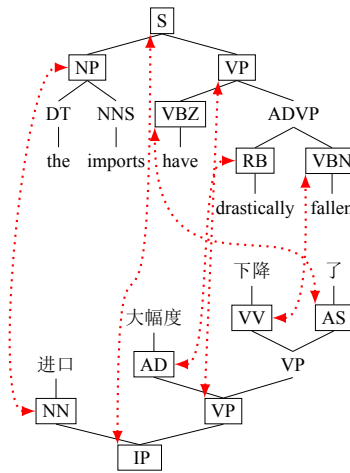 S
NP VP
DT NNS VBZ ADVP
the imports have RB VBN
drastically fallen
下降 了
大幅度 VV AS
进口 AD VP
NN VP
IP